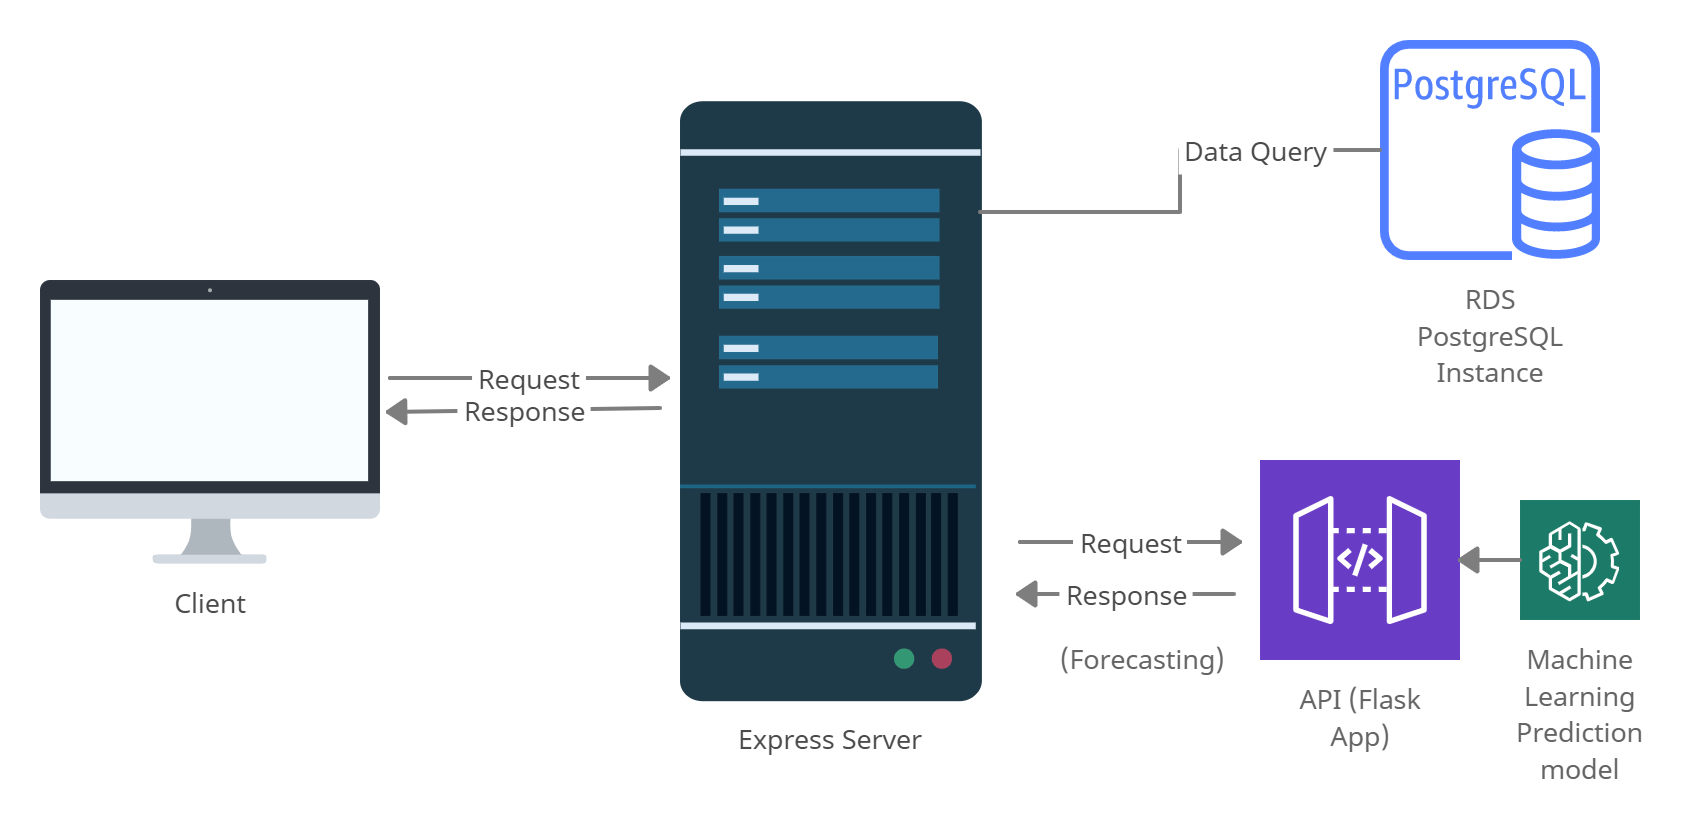 PostgreSQL
Data Query
RDS
PostgreSQL
Instance
Request
Response
Client
Request
Response
(Forecasting)
Express Server
API (Flask
App)
Machine
Learning
Prediction
model